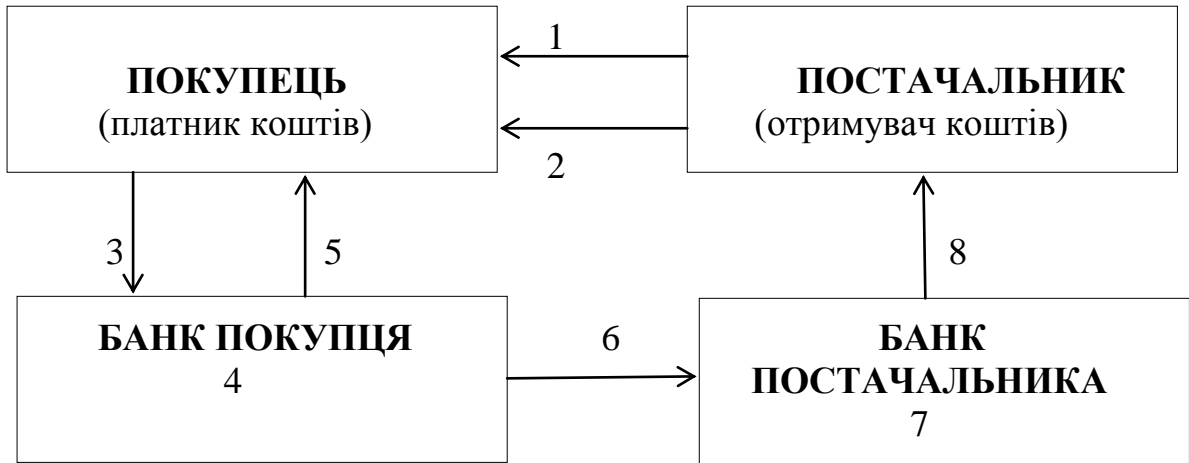 1
ПОКУПЕЦЬ
(платник коштів)
ПОСТАЧАЛЬНИК
(отримувач коштів)
2
3
5
8
БАНК ПОКУПЦЯ
4
6
БАНК
ПОСТАЧАЛЬНИКА
7